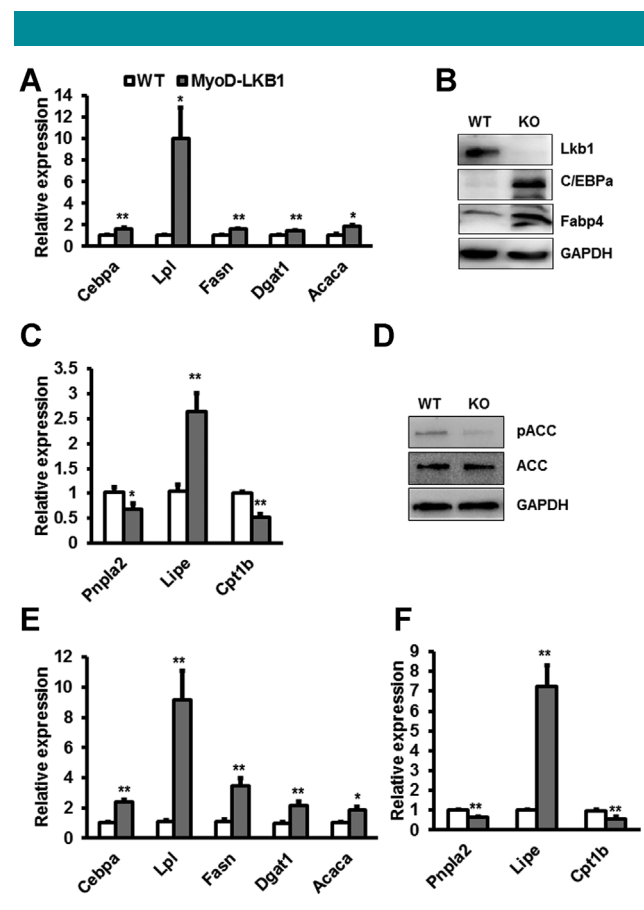 A
WT MyoD-LKB1
Relative expression
14
12
10
8
6
4
2
0
*
**
**
**
*
Cebpa Lpl Fasn Dgat1 Acaca
B
WT KO
Lkb1
C/EBPa
Fabp4
GAPDH
C
Relative expression
3.5
3
2.5
2
1.5
1
0.5
0
*
**
**
Pnpla2 Lipe Cpt1b
D
WT KO
pACC
ACC
GAPDH
E
Relative expression
12
10
8
6
4
2
0
**
**
**
**
*
Cebpa Lpl Fasn Dgat1 Acaca
F
Relative expression
9
8
7
6
5
4
3
2
1
0
**
**
**
Pnpla2 Lipe Cpt1b